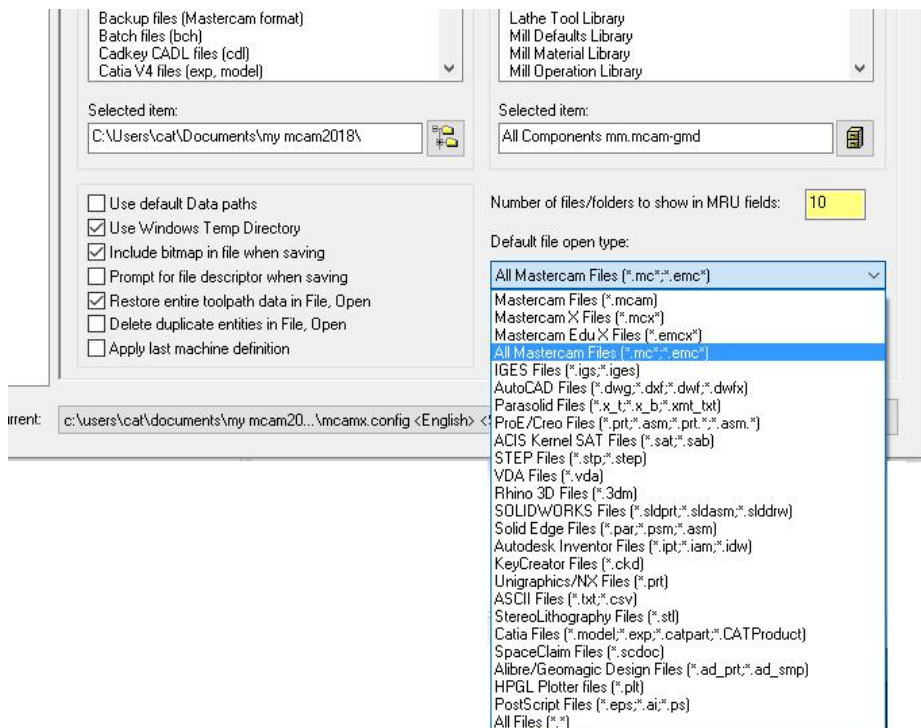 Backup files (Mastercam format)
Batch files (bch)
Cadkey CADL files (cdl)
Catia V4 files (exp, model)
Selected item:
C:\Users\cat\Documents\my mcam2018\
Use default Data paths
Use Windows Temp Directory
Include bitmap in file when saving
Prompt for file descriptor when saving
Restore entire toolpath data in File, Open
Delete duplicate entities in File, Open
Apply last machine definition
Lathe Tool Library
Mill Defaults Library
Mill Material Library
Mill Operation Library
Selected item:
All Components mm.mcam-gmd
Number of files/folders to show in MRU fields: 10
Default file open type:
All Mastercam Files (*.mc*;*.emc*)
Mastercam Files (*.mcam)
Mastercam X Files (*.mcx*)
Mastercam Edu X Files (*.emcx*)
All Mastercam Files (*.mc*;*.emc*)
IGES Files (*.igs;*.iges)
AutoCAD Files (*.dwg;*.dxf;*.dwf;*.dwfx)
Parasolid Files (*.x_t;*.x_b;*.xmt_txt)
ProE/Creo Files (*.prt;*.asm;*.prt.*;*.asm.*)
ACIS Kernel SAT Files (*.sat;*.sab)
STEP Files (*.stp;*.step)
VDA Files (*.vda)
Rhino 3D Files (*.3dm)
SOLIDWORKS Files (*.sldprt;*.sldasm;*.slddrw)
Solid Edge Files (*.par;*.psm;*.asm)
Autodesk Inventor Files (*.ipt;*.iam;*.idw)
KeyCreator Files (*.ckd)
Unigraphics/NX Files (*.prt)
ASCII Files (*.txt;*.csv)
StereoLithography Files (*.stl)
Catia Files (*.model;*.exp;*.catpart;*.CATProduct)
SpaceClaim Files (*.scdoc)
Alibre/Geomagic Design Files (*.ad_prt;*.ad_smp)
HPGL Plotter files (*.plt)
PostScript Files (*.eps;*.ai;*.ps)
All Files (*.*)
rrent: c:\users\cat\documents\my mcam20...\mcamx.config <English> <